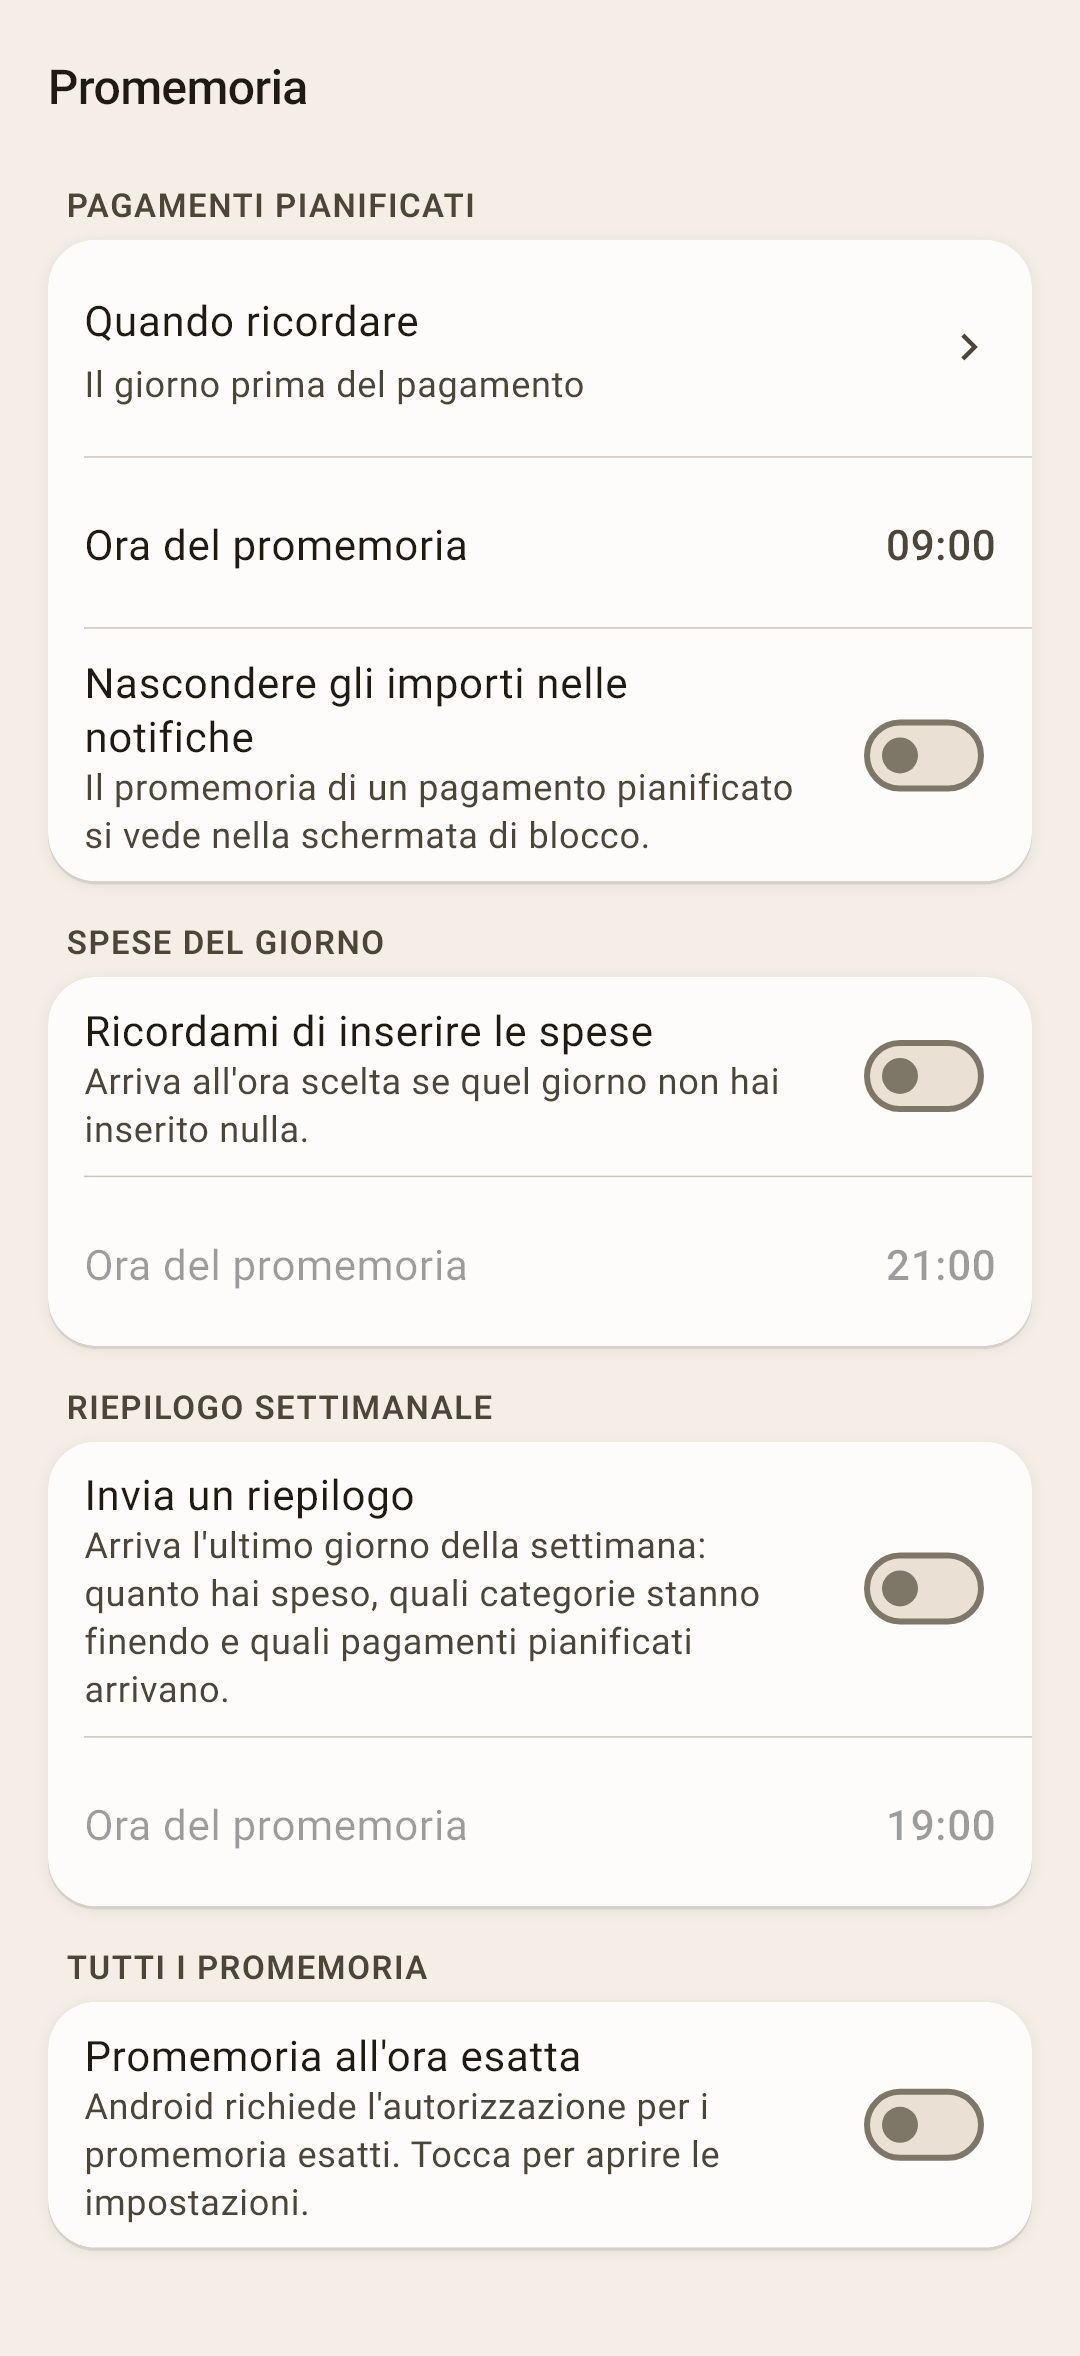 Promemoria
PAGAMENTI PIANIFICATI
Quando ricordare
Il giorno prima del pagamento
Ora del promemoria 09:00
Nascondere gli importi nelle
notifiche
Il promemoria di un pagamento pianificato
si vede nella schermata di blocco.
SPESE DEL GIORNO
Ricordami di inserire le spese
Arriva all'ora scelta se quel giorno non hai
inserito nulla.
Ora del promemoria 21:00
RIEPILOGO SETTIMANALE
Invia un riepilogo
Arriva l'ultimo giorno della settimana:
quanto hai speso, quali categorie stanno
finendo e quali pagamenti pianificati
arrivano.
Ora del promemoria 19:00
TUTTI I PROMEMORIA
Promemoria all'ora esatta
Android richiede l'autorizzazione per i
promemoria esatti. Tocca per aprire le
impostazioni.